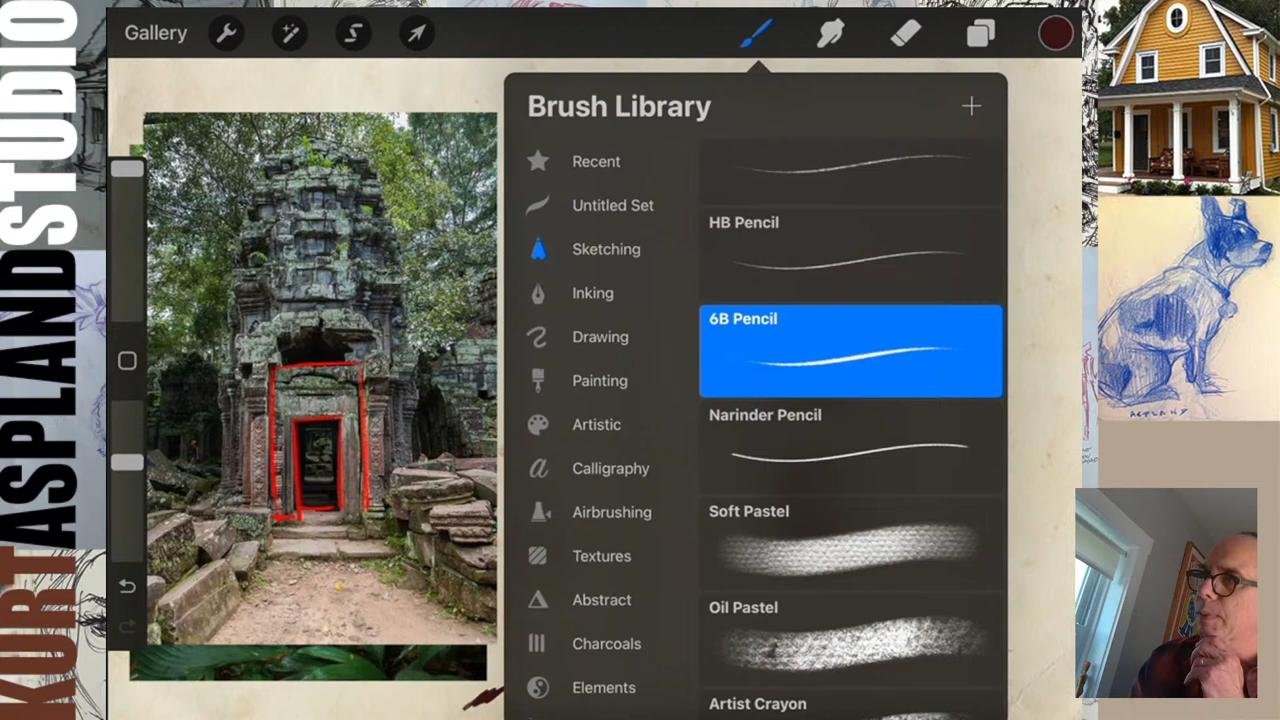 KURT ASPLAND STUDIO
Gallery
Brush Library
Recent
Untitled Set
Sketching
Inking
Drawing
Painting
Artistic
Calligraphy
Airbrushing
Textures
Abstract
Charcoals
Elements
HB Pencil
6B Pencil
Narinder Pencil
Soft Pastel
Oil Pastel
Artist Crayon
ASPLAND